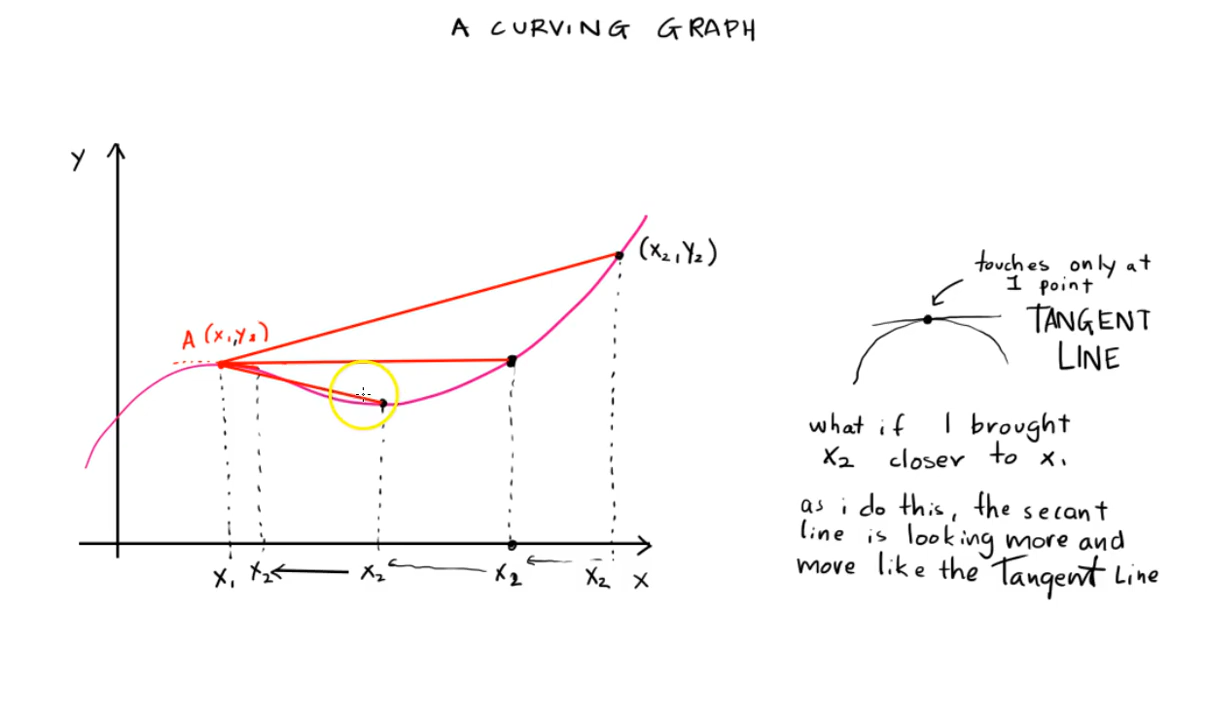 A CURVING GRAPH
Y
(x₂,Y₂)
A (x₁,Y₁)
touches only at
1 point
TANGENT
LINE
what if I brought
x₂ closer to x₁
as i do this, the secant
line is looking more and
more like the Tangent Line
x₁ x₂ x₂ x₂ x₂ x